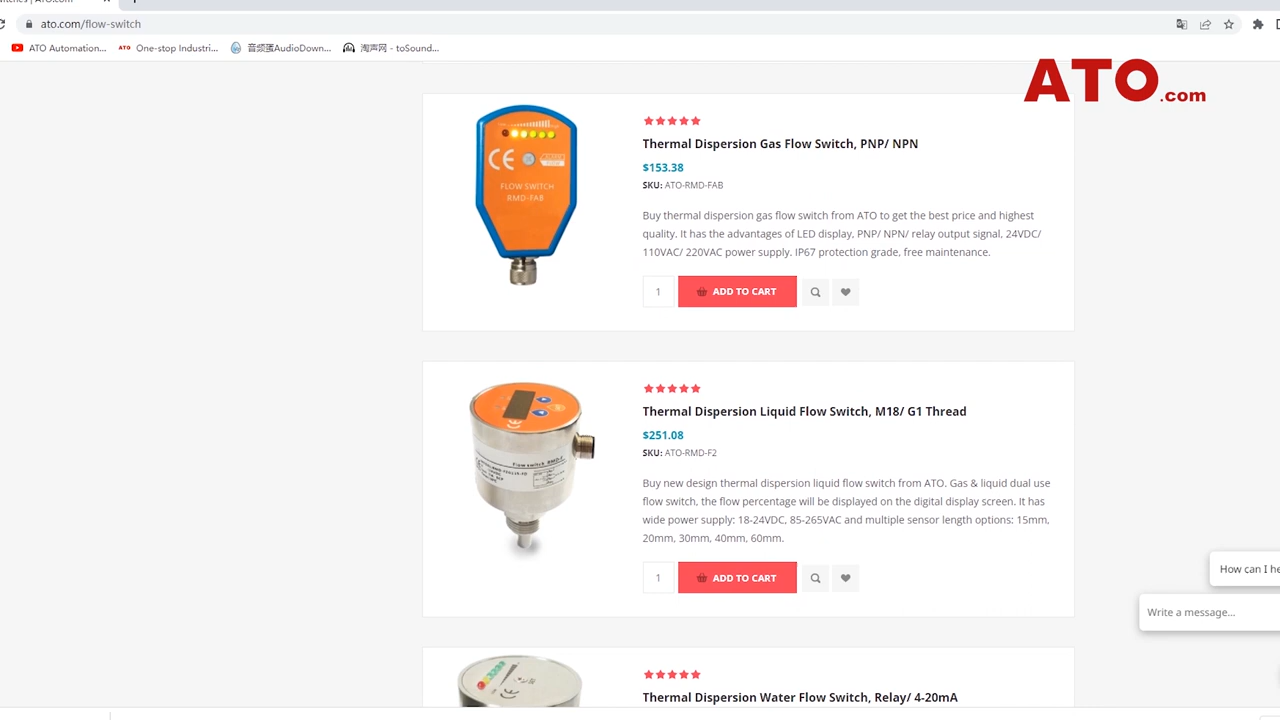 ato.com/flow-switch
ATO Automation...
ATO One-stop Industri...
音频蛋AudioDown...
淘声网 - toSound...
ATO.com
Thermal Dispersion Gas Flow Switch, PNP/ NPN
$153.38
SKU: ATO-RMD-FAB
Buy thermal dispersion gas flow switch from ATO to get the best price and highest
quality. It has the advantages of LED display, PNP/ NPN/ relay output signal, 24VDC/
110VAC/ 220VAC power supply. IP67 protection grade, free maintenance.
1
ADD TO CART
CE
FLOW SWITCH
RMD-FAB
Thermal Dispersion Liquid Flow Switch, M18/ G1 Thread
$251.08
SKU: ATO-RMD-F2
Buy new design thermal dispersion liquid flow switch from ATO. Gas & liquid dual use
flow switch, the flow percentage will be displayed on the digital display screen. It has
wide power supply: 18-24VDC, 85-265VAC and multiple sensor length options: 15mm,
20mm, 30mm, 40mm, 60mm.
1
ADD TO CART
Flow switch
How can I he
Write a message...
Thermal Dispersion Water Flow Switch, Relay/ 4-20mA
CE